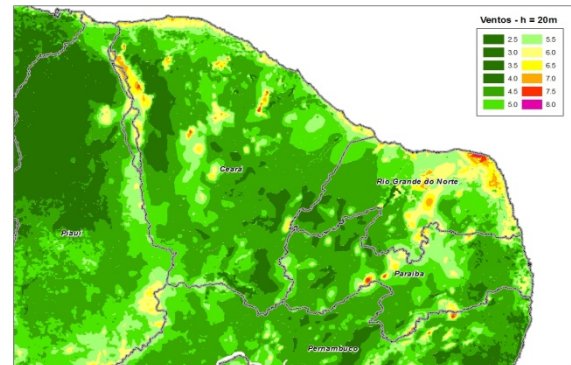 Ventos - h = 20m
2.5 5.5
3.0 6.0
3.5 6.5
4.0 7.0
4.5 7.5
5.0 8.0
Ceará
Rio Grande do Norte
Piauí
Paraíba
Pernambuco